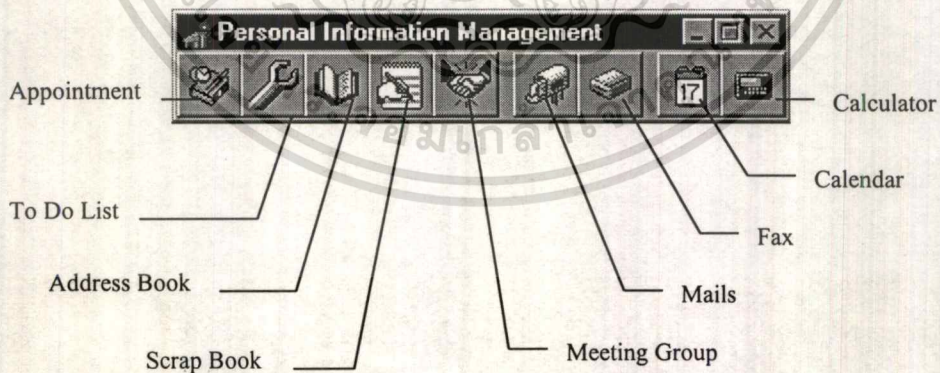 Personal Information Management
17
Appointment
Calculator
Calendar
To Do List
Fax
Address Book
Mails
Scrap Book
Meeting Group